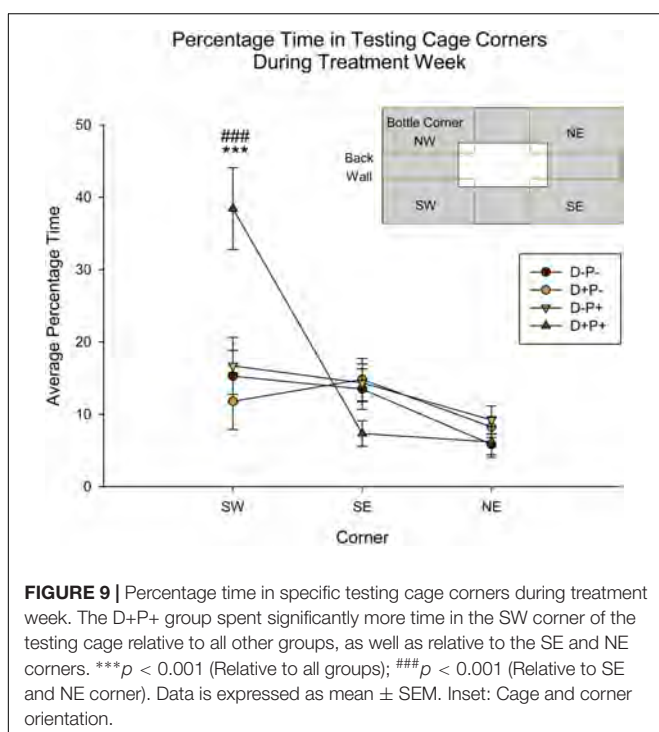 Percentage Time in Testing Cage Corners
During Treatment Week
50
40
30
20
10
0
Average Percentage Time
###
***
Bottle Corner
NW
NE
Back
Wall
SW
SE
D-P-
D+P-
D-P+
D+P+
SW
SE
NE
Corner
FIGURE 9 | Percentage time in specific testing cage corners during treatment
week. The D+P+ group spent significantly more time in the SW corner of the
testing cage relative to all other groups, as well as relative to the SE and NE
corners. ***p < 0.001 (Relative to all groups); ###p < 0.001 (Relative to SE
and NE corner). Data is expressed as mean ± SEM. Inset: Cage and corner
orientation.